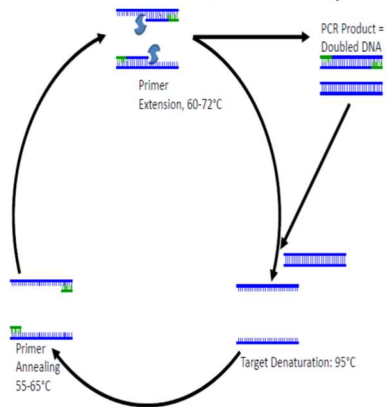 PCR Product =
Doubled DNA
Primer
Extension, 60-72°C
Target Denaturation: 95°C
Primer
Annealing
55-65°C